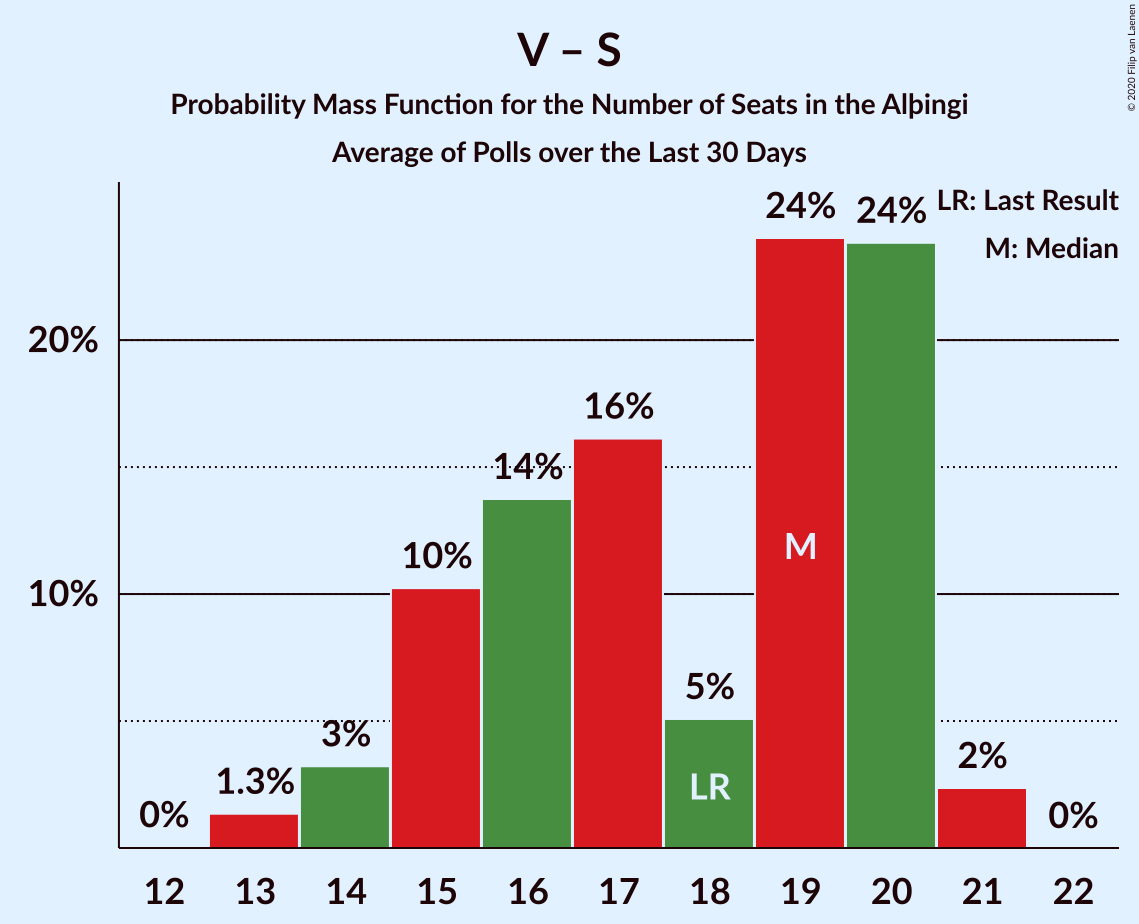 V – S
Probability Mass Function for the Number of Seats in the Alþingi
Average of Polls over the Last 30 Days
© 2020 Filip van Laenen
LR: Last Result
M: Median
20%
10%
0%
1.3%
3%
10%
14%
16%
5%
24%
24%
2%
0%
LR
M
12 13 14 15 16 17 18 19 20 21 22